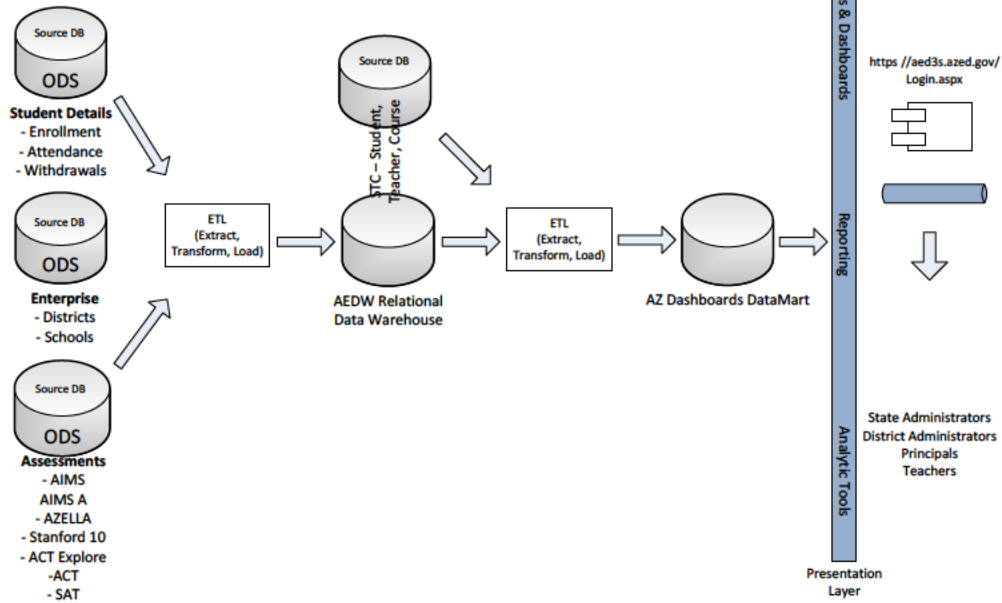 Source DB
ODS
Student Details
- Enrollment
- Attendance
- Withdrawals
Source DB
ODS
Enterprise
- Districts
- Schools
Source DB
ODS
Assessments
- AIMS
AIMS A
- AZELLA
- Stanford 10
- ACT Explore
-ACT
- SAT
ETL
(Extract,
Transform, Load)
Source DB
STC – Student,
Teacher, Course
AEDW Relational
Data Warehouse
ETL
(Extract,
Transform, Load)
AZ Dashboards DataMart
s & Dashboards
Reporting
Analytic Tools
Presentation
Layer
https //aed3s.azed.gov/
Login.aspx
State Administrators
District Administrators
Principals
Teachers